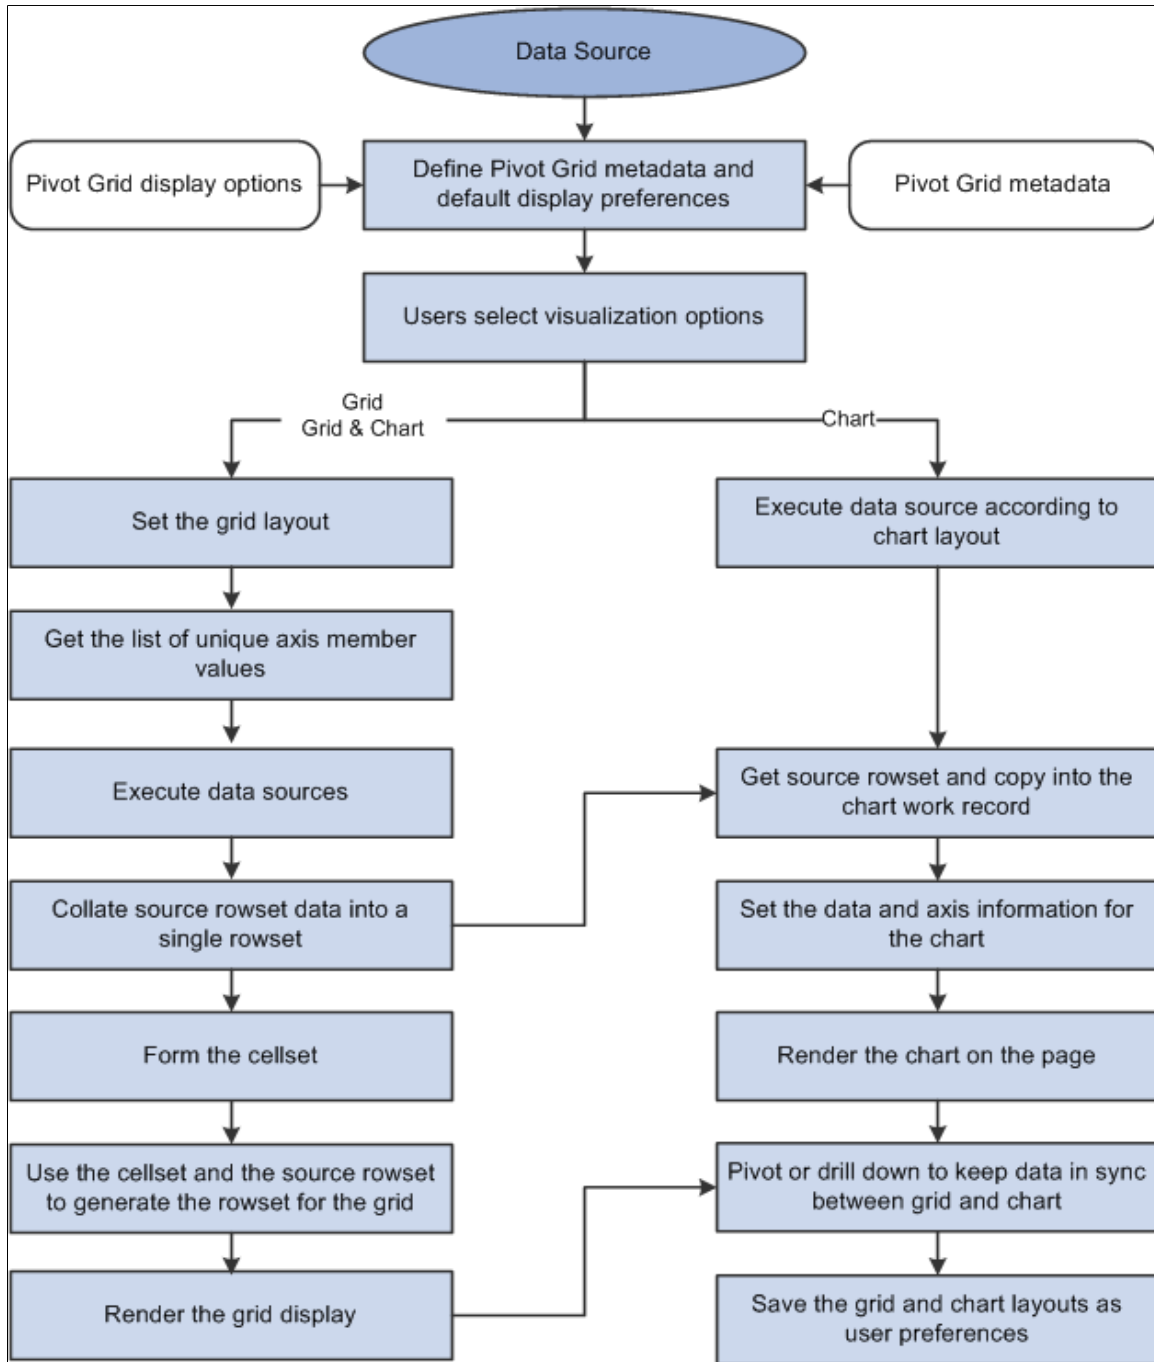 Data Source
Pivot Grid display options
Define Pivot Grid metadata and
default display preferences
Pivot Grid metadata
Users select visualization options
Grid
Grid & Chart
Chart
Set the grid layout
Execute data source according to
chart layout
Get the list of unique axis member
values
Execute data sources
Get source rowset and copy into the
chart work record
Collate source rowset data into a
single rowset
Set the data and axis information for
the chart
Form the cellset
Render the chart on the page
Use the cellset and the source rowset
to generate the rowset for the grid
Pivot or drill down to keep data in sync
between grid and chart
Render the grid display
Save the grid and chart layouts as
user preferences